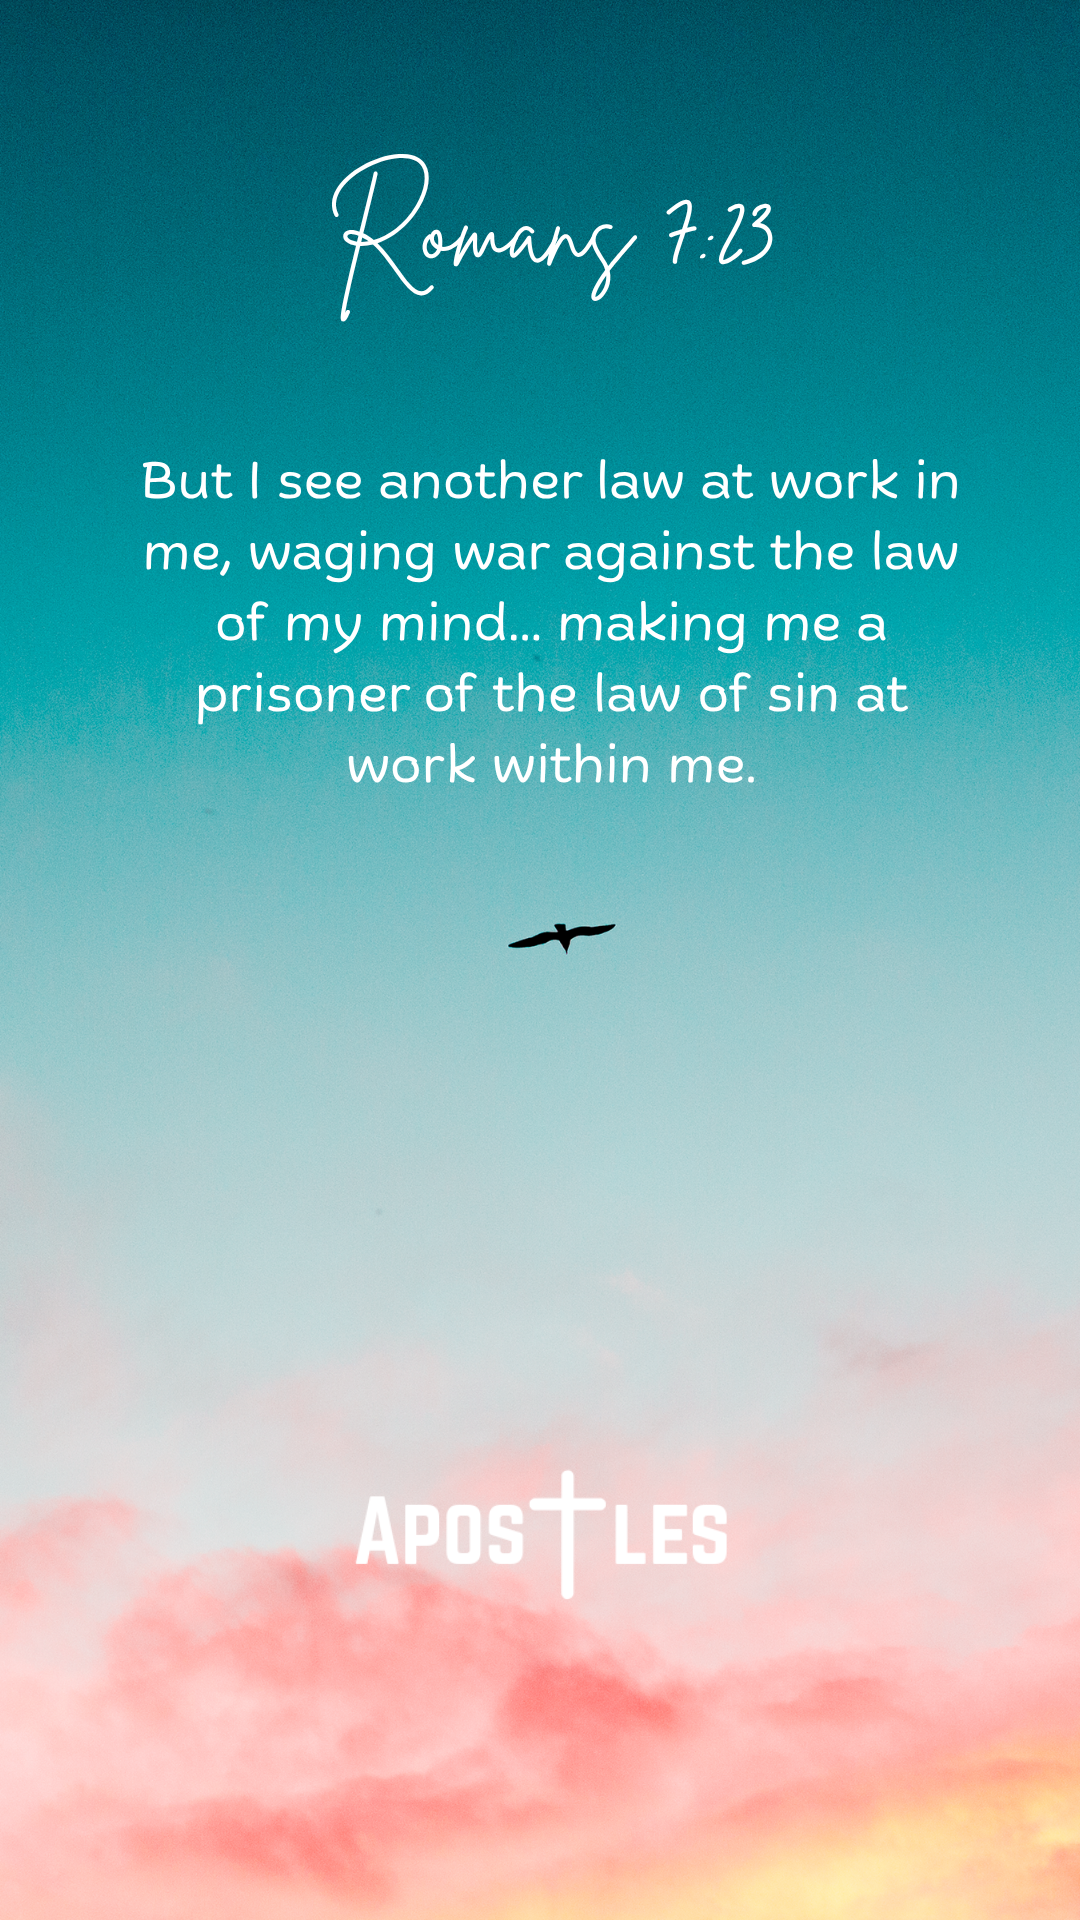 Romans 7:23
But I see another law at work in
me, waging war against the law
of my mind... making me a
prisoner of the law of sin at
work within me.
APOSTLES